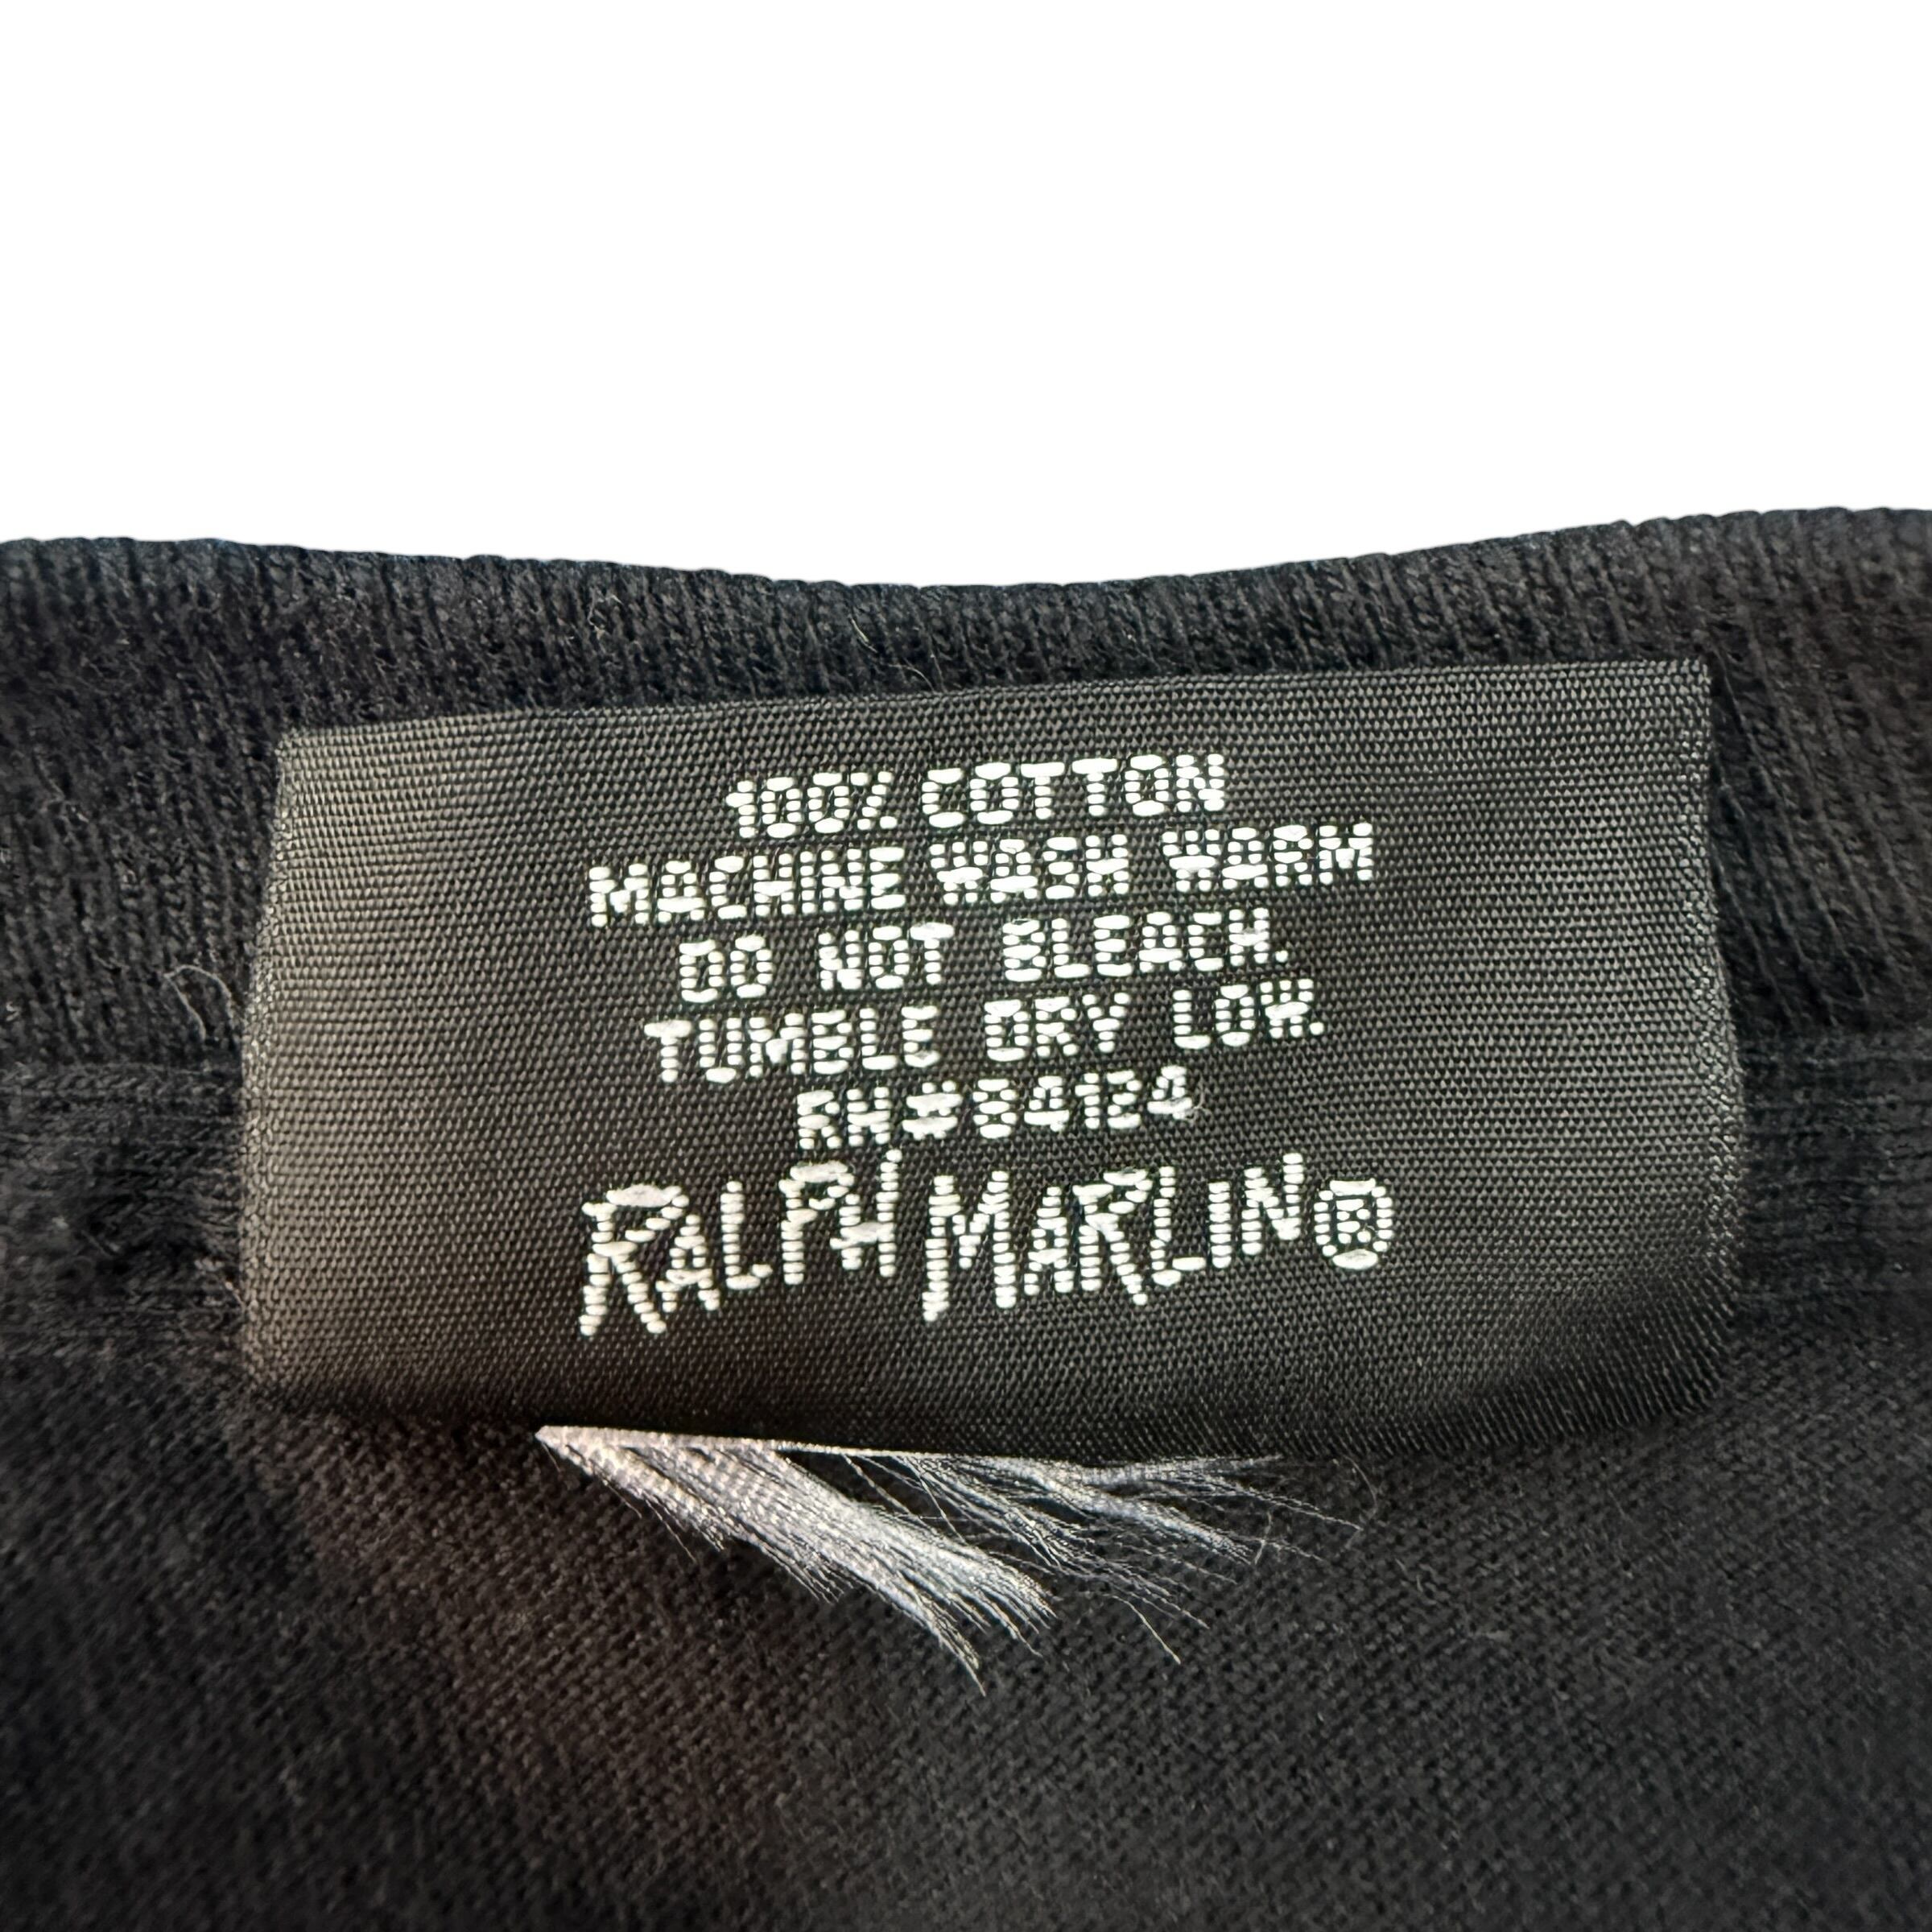 100% COTTON
MACHINE WASH WARM
DO NOT BLEACH.
TUMBLE DRY LOW.
RN#84124
RALPH MARLIN®